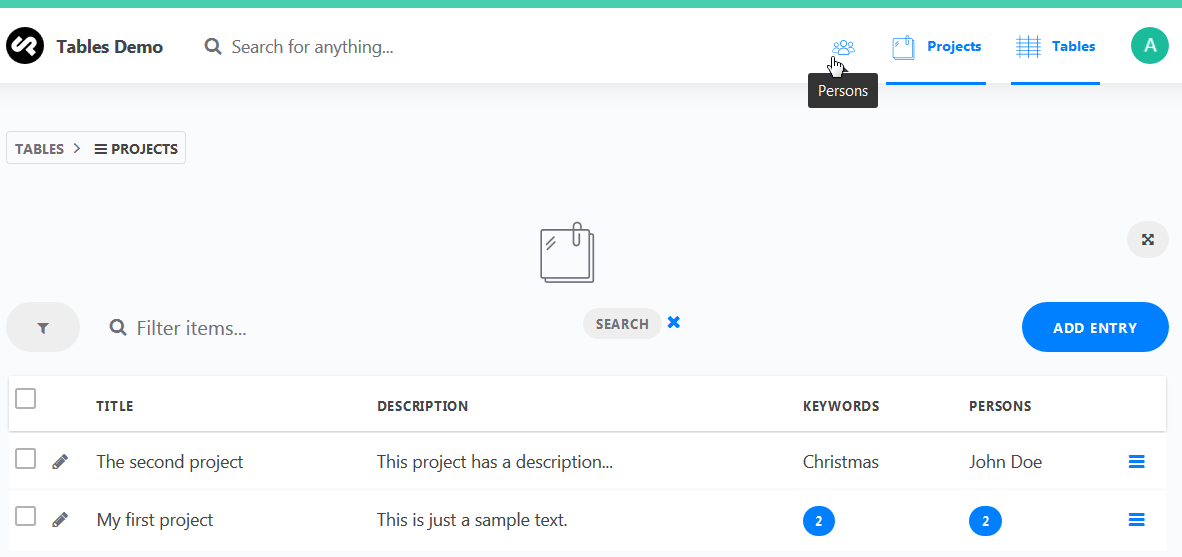 Tables Demo Search for anything... Projects Tables A
Persons
TABLES > PROJECTS
Filter items... SEARCH ADD ENTRY
TITLE DESCRIPTION KEYWORDS PERSONS
The second project This project has a description... Christmas John Doe
My first project This is just a sample text. 2 2